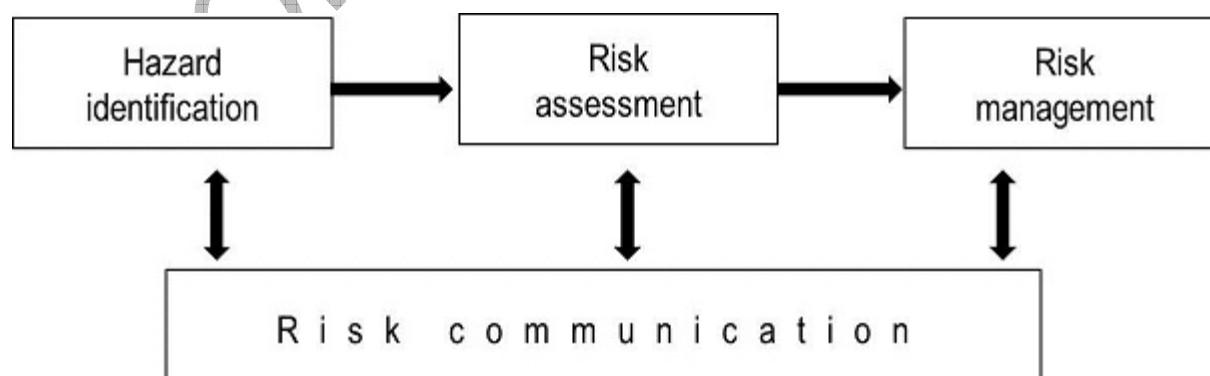 Hazard
identification
Risk
assessment
Risk
management
Risk communication